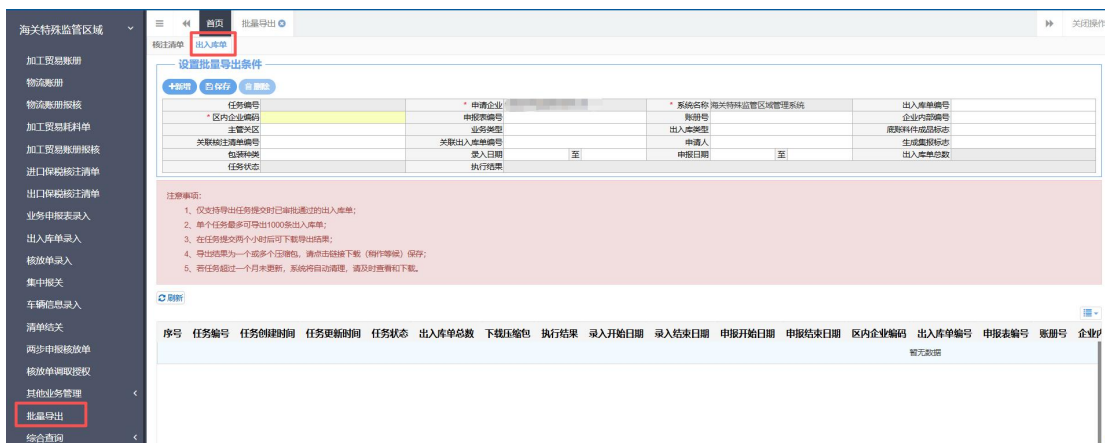 海关特殊监管区域
加工贸易账册
物流账册
物流账册报核
加工贸易耗料单
加工贸易账册报核
进口保税核注清单
出口保税核注清单
业务申报表录入
出入库单录入
核放单录入
集中报关
车辆信息录入
清单结关
两步申报核放单
核放单调取授权
其他业务管理
批量导出
综合查询
首页 批量导出 关闭操作
核注清单 出入库单
设置批量导出条件
+新增 保存 删除
任务编号 * 申请企业 * 系统名称 海关特殊监管区域管理系统 出入库单编号
* 区内企业编码 申报表编号 账册号 企业内部编号
主管关区 业务类型 出入库类型 底账料件成品标志
关联核注清单编号 关联出入库单编号 申请人 生成集报标志
包装种类 录入日期 至 申报日期 至 出入库单总数
任务状态 执行结果
注意事项:
1、仅支持导出任务提交时已审批通过的出入库单;
2、单个任务最多可导出1000条出入库单;
3、在任务提交两个小时后可下载导出结果;
4、导出结果为一个或多个压缩包，请点击链接下载（稍作等候）保存;
5、若任务超过一个月未更新，系统将自动清理，请及时查看和下载。
刷新
序号 任务编号 任务创建时间 任务更新时间 任务状态 出入库单总数 下载压缩包 执行结果 录入开始日期 录入结束日期 申报开始日期 申报结束日期 区内企业编码 出入库单编号 申报表编号 账册号 企业内
暂无数据